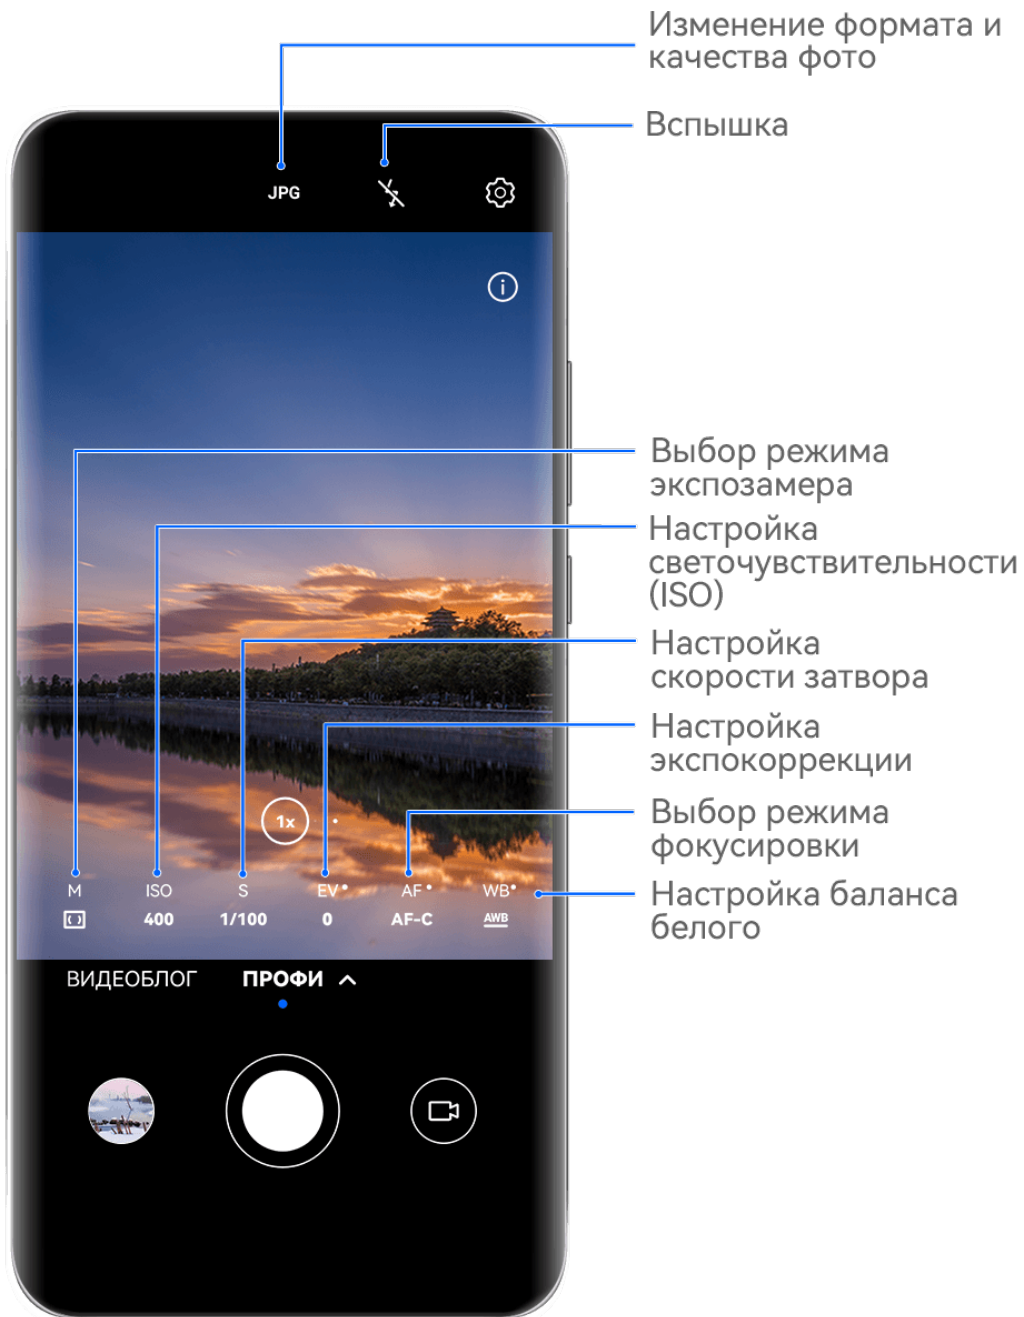 Изменение формата и
качества фото
Вспышка
JPG
Выбор режима
экспозамера
Настройка
светочувствительности
(ISO)
Настройка
скорости затвора
Настройка
экспокоррекции
Выбор режима
фокусировки
Настройка баланса
белого
1x
M ISO S EV AF WB
400 1/100 0 AF-C AWB
ВИДЕОБЛОГ ПРОФИ